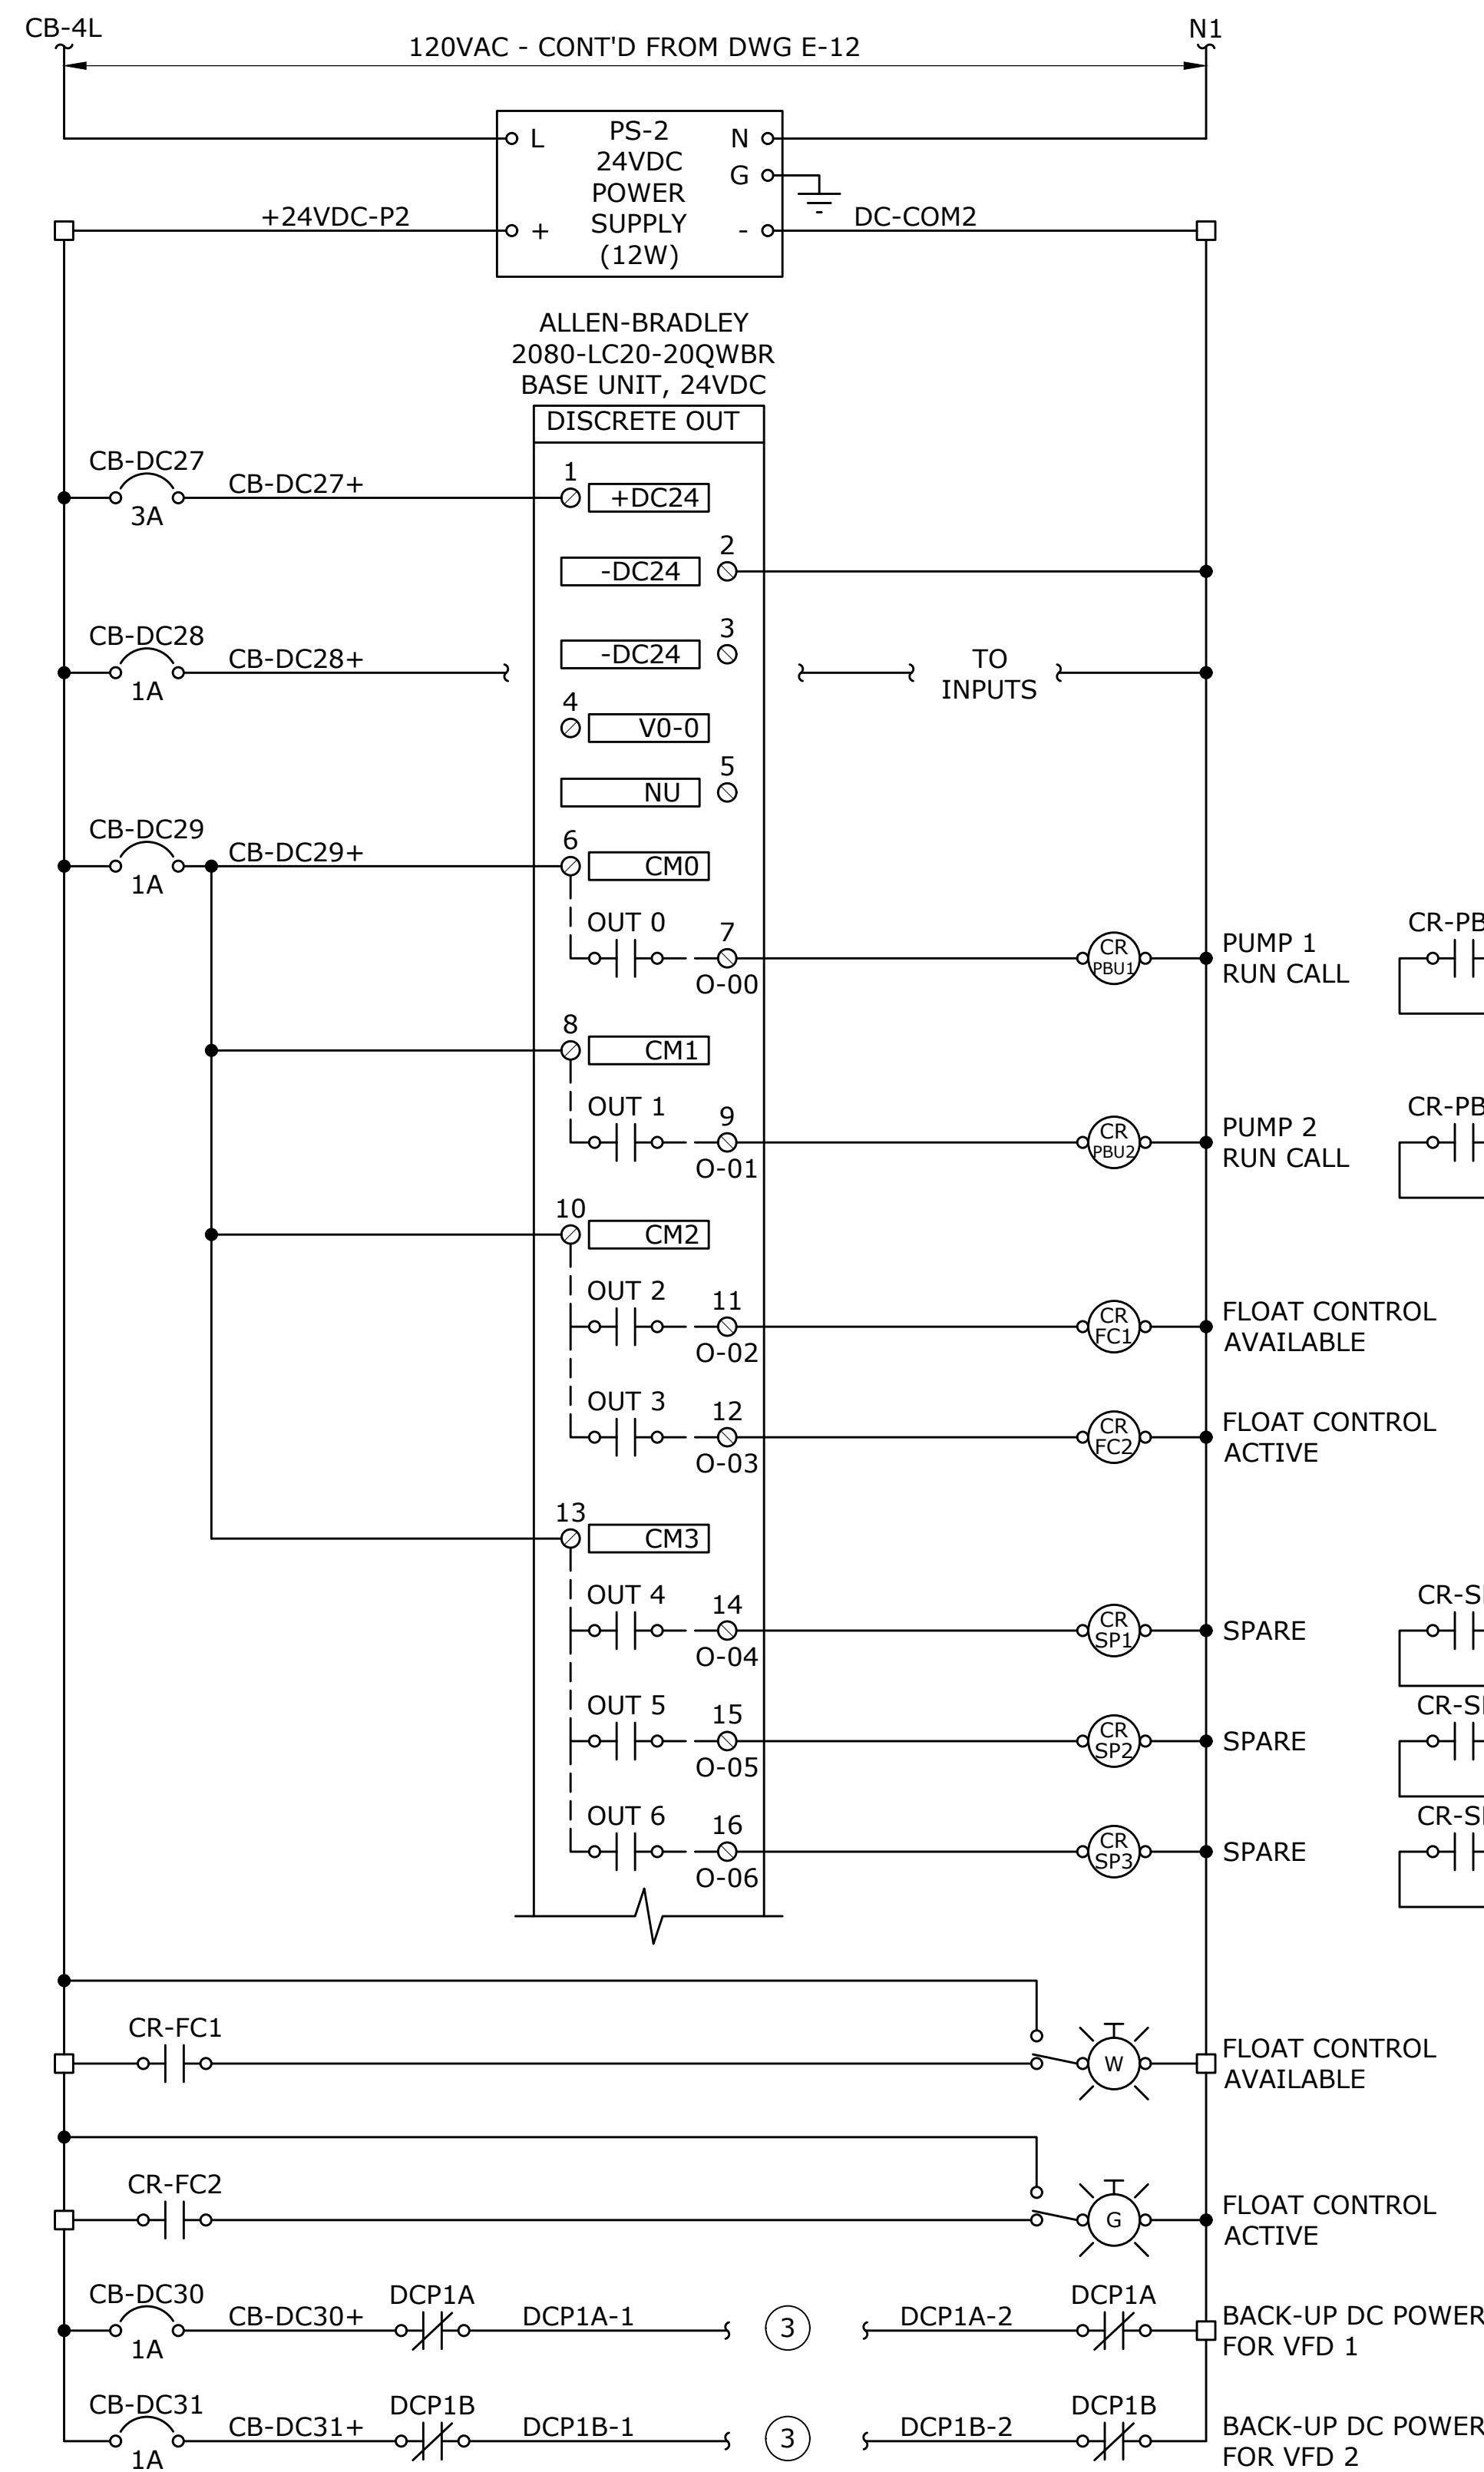 CB-4L
N1
120VAC - CONT'D FROM DWG E-12
L
PS-2
N
24VDC
G
POWER
+24VDC-P2
+
SUPPLY
-
DC-COM2
(12W)
ALLEN-BRADLEY
2080-LC20-20QWBR
BASE UNIT, 24VDC
DISCRETE OUT
CB-DC27
3A
CB-DC27+
1
+DC24
2
-DC24
CB-DC28
1A
CB-DC28+
3
-DC24
TO
INPUTS
4
V0-0
5
NU
CB-DC29
1A
CB-DC29+
6
CM0
OUT 0
7
O-00
CR
PBU1
PUMP 1
RUN CALL
CR-PB
8
CM1
OUT 1
9
O-01
CR
PBU2
PUMP 2
RUN CALL
CR-PB
10
CM2
OUT 2
11
O-02
CR
FC1
FLOAT CONTROL
AVAILABLE
OUT 3
12
O-03
CR
FC2
FLOAT CONTROL
ACTIVE
13
CM3
OUT 4
14
O-04
CR
SP1
SPARE
OUT 5
15
O-05
CR
SP2
SPARE
OUT 6
16
O-06
CR
SP3
SPARE
CR-FC1
W
FLOAT CONTROL
AVAILABLE
CR-FC2
G
FLOAT CONTROL
ACTIVE
CB-DC30
1A
CB-DC30+
DCP1A
DCP1A-1
3
DCP1A-2
DCP1A
BACK-UP DC POWER
FOR VFD 1
CB-DC31
1A
CB-DC31+
DCP1B
DCP1B-1
3
DCP1B-2
DCP1B
BACK-UP DC POWER
FOR VFD 2